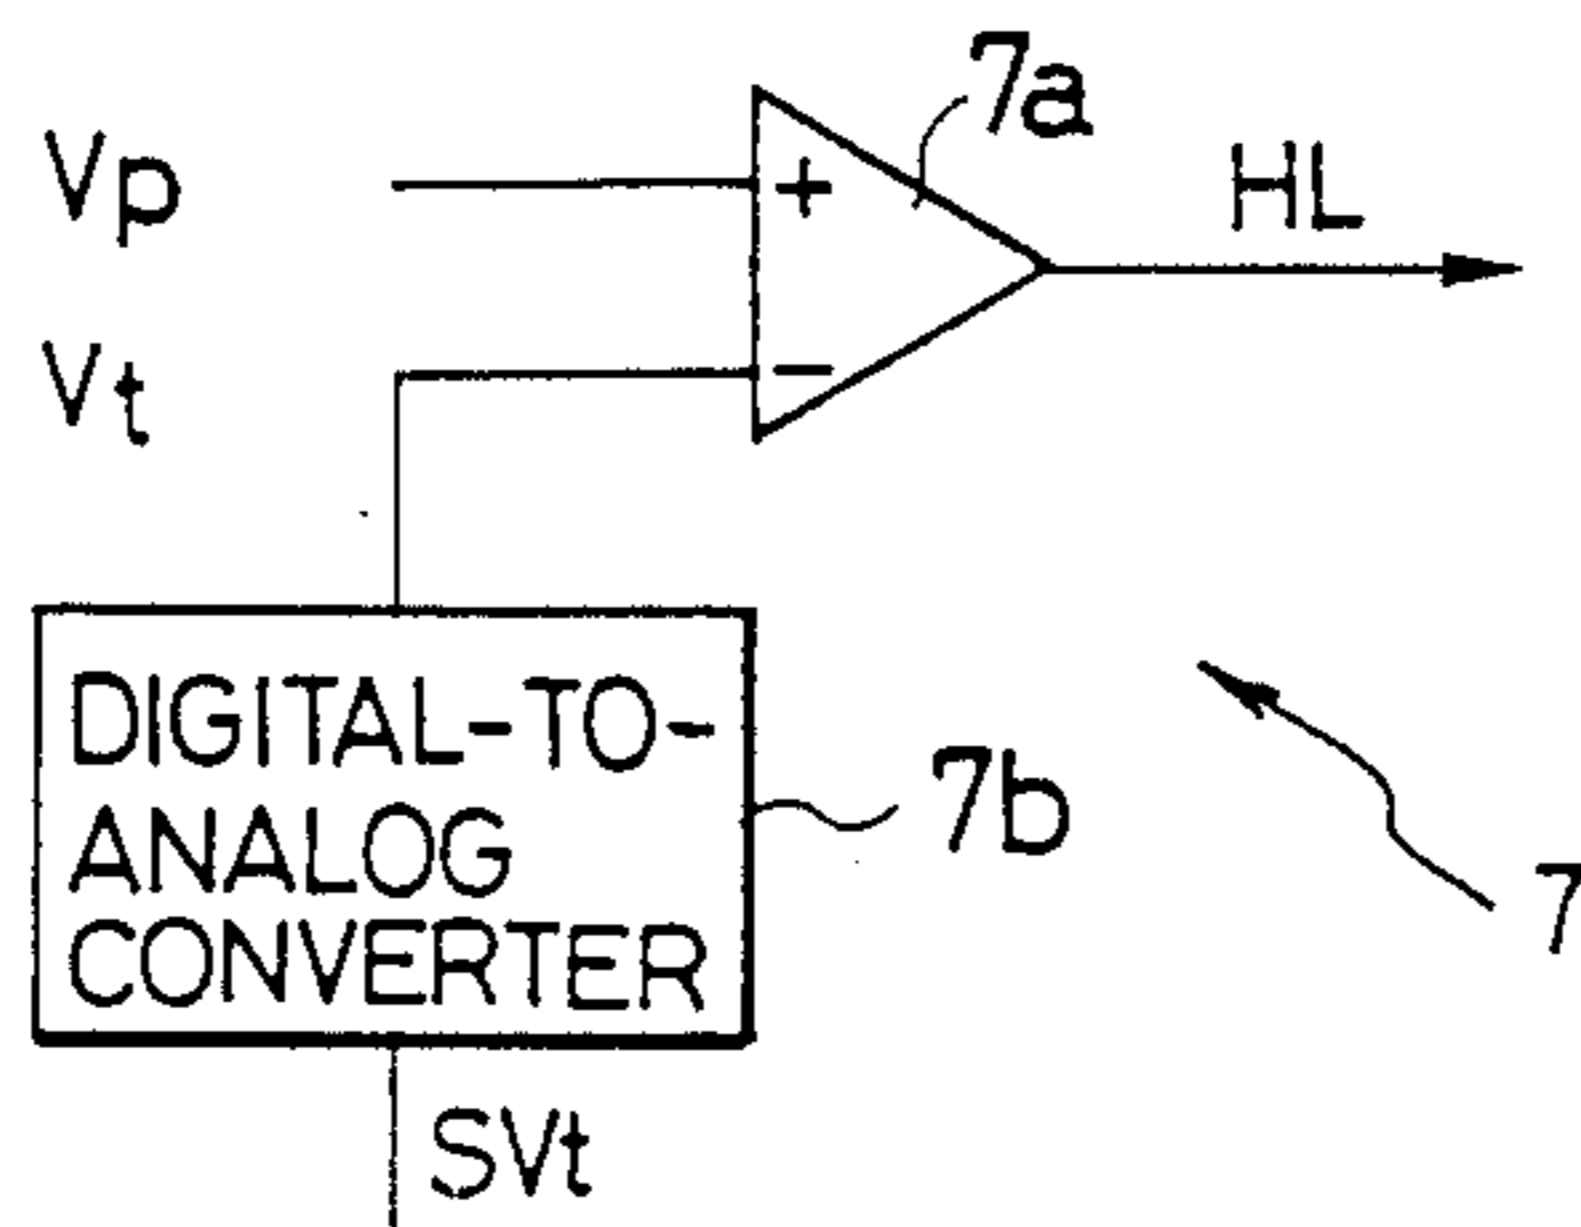 7a
Vp
+
HL
Vt
−
DIGITAL-TO-
ANALOG
CONVERTER
7b
7
SVt